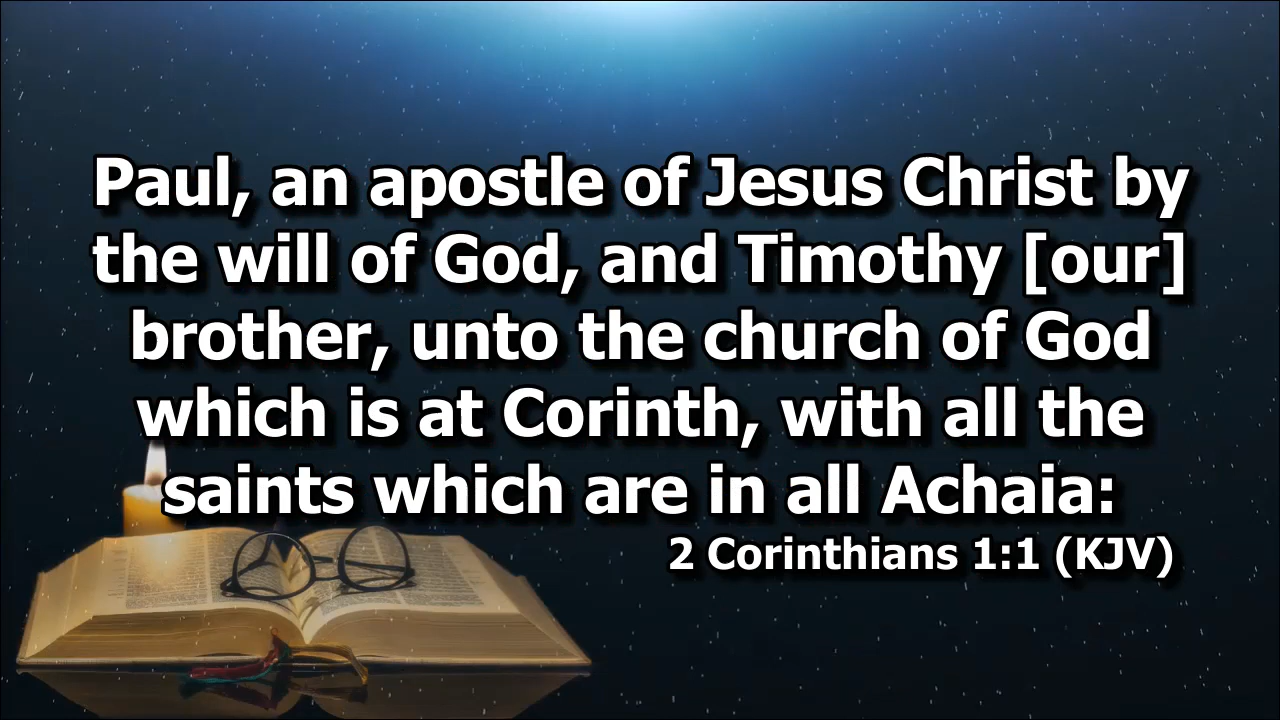 Paul, an apostle of Jesus Christ by
the will of God, and Timothy [our]
brother, unto the church of God
which is at Corinth, with all the
saints which are in all Achaia:
2 Corinthians 1:1 (KJV)